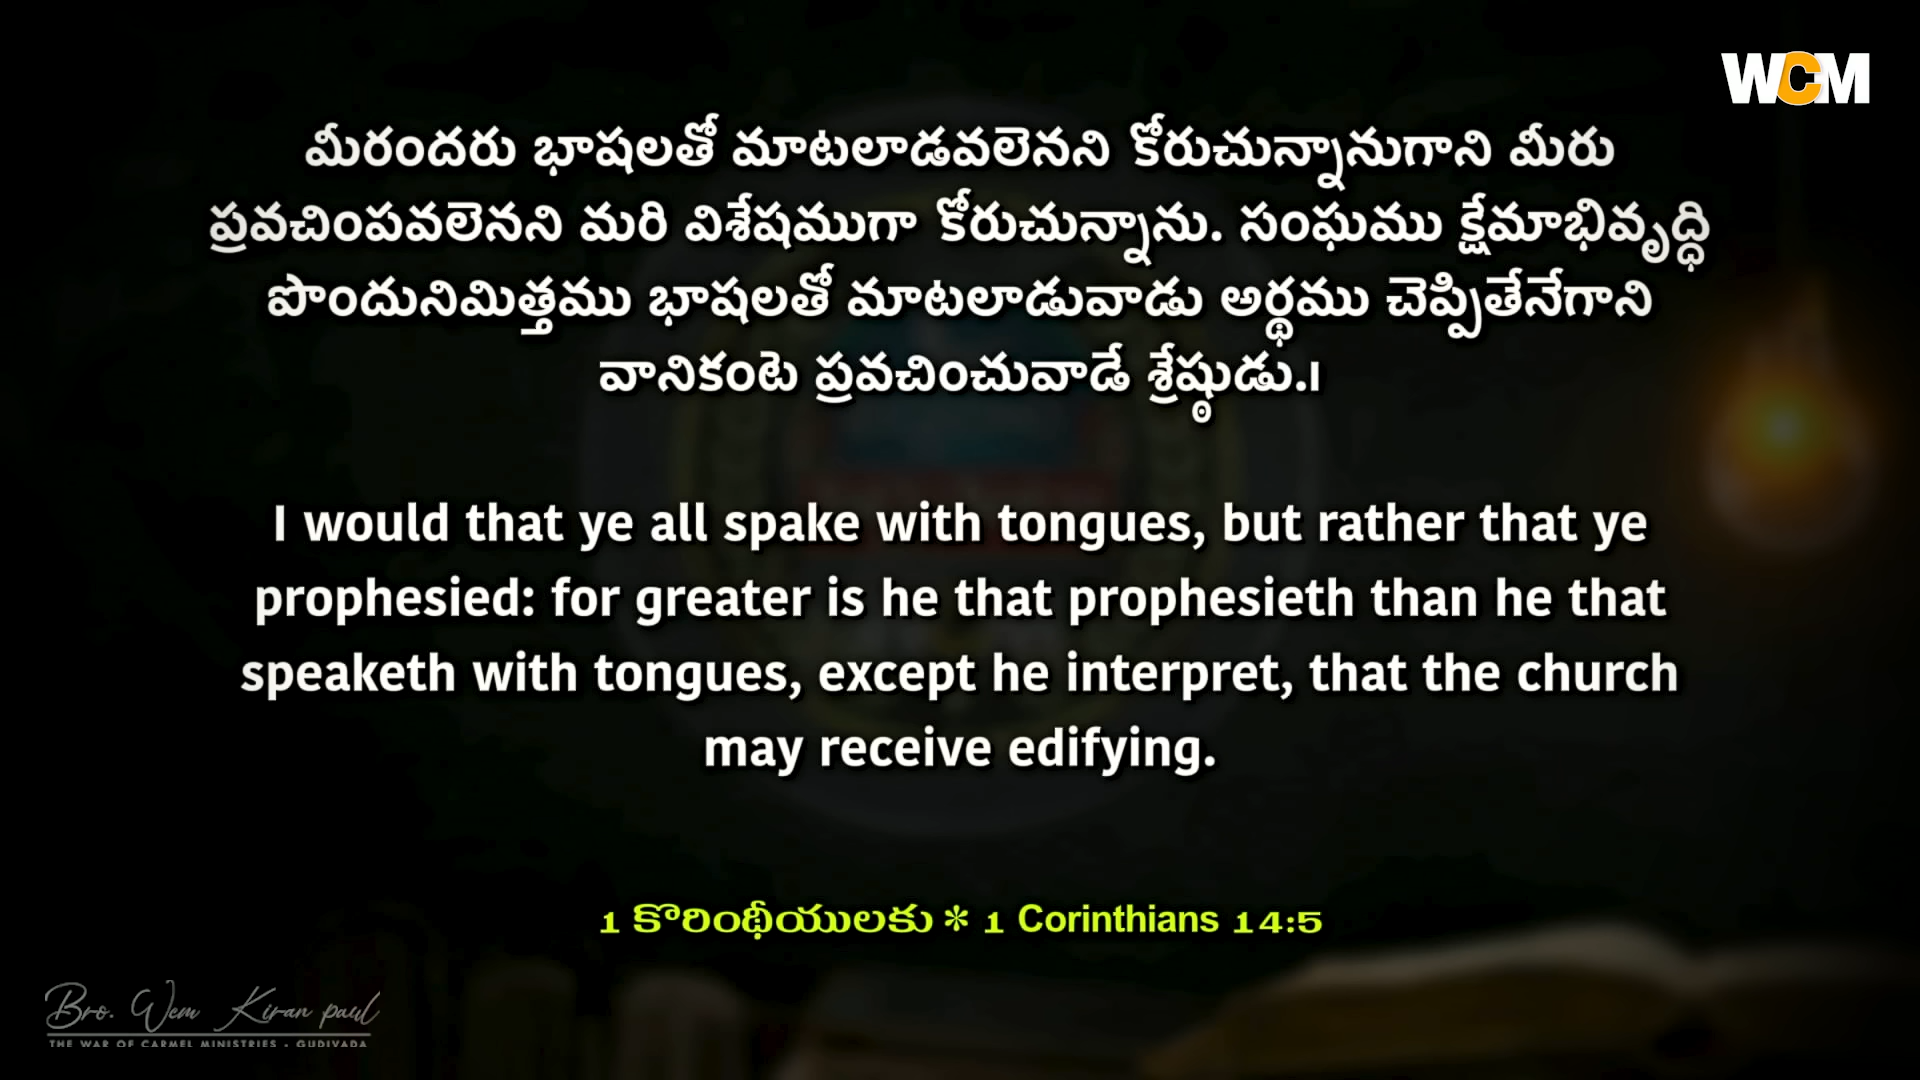 WCM
మీరందరు భాషలతో మాటలాడవలెనని కోరుచున్నానుగాని మీరు
ప్రవచింపవలెనని మరి విశేషముగా కోరుచున్నాను. సంఘము క్షేమాభివృద్ధి
పొందునిమిత్తము భాషలతో మాటలాడువాడు అర్థము చెప్పితేనేగాని
వానికంటె ప్రవచించువాడే శ్రేష్ఠుడు.।
I would that ye all spake with tongues, but rather that ye
prophesied: for greater is he that prophesieth than he that
speaketh with tongues, except he interpret, that the church
may receive edifying.
1 కొరింథీయులకు * 1 Corinthians 14:5
Bro. Wem Kiran paul
THE WAR OF CARMEL MINISTRIES - GUDIVADA